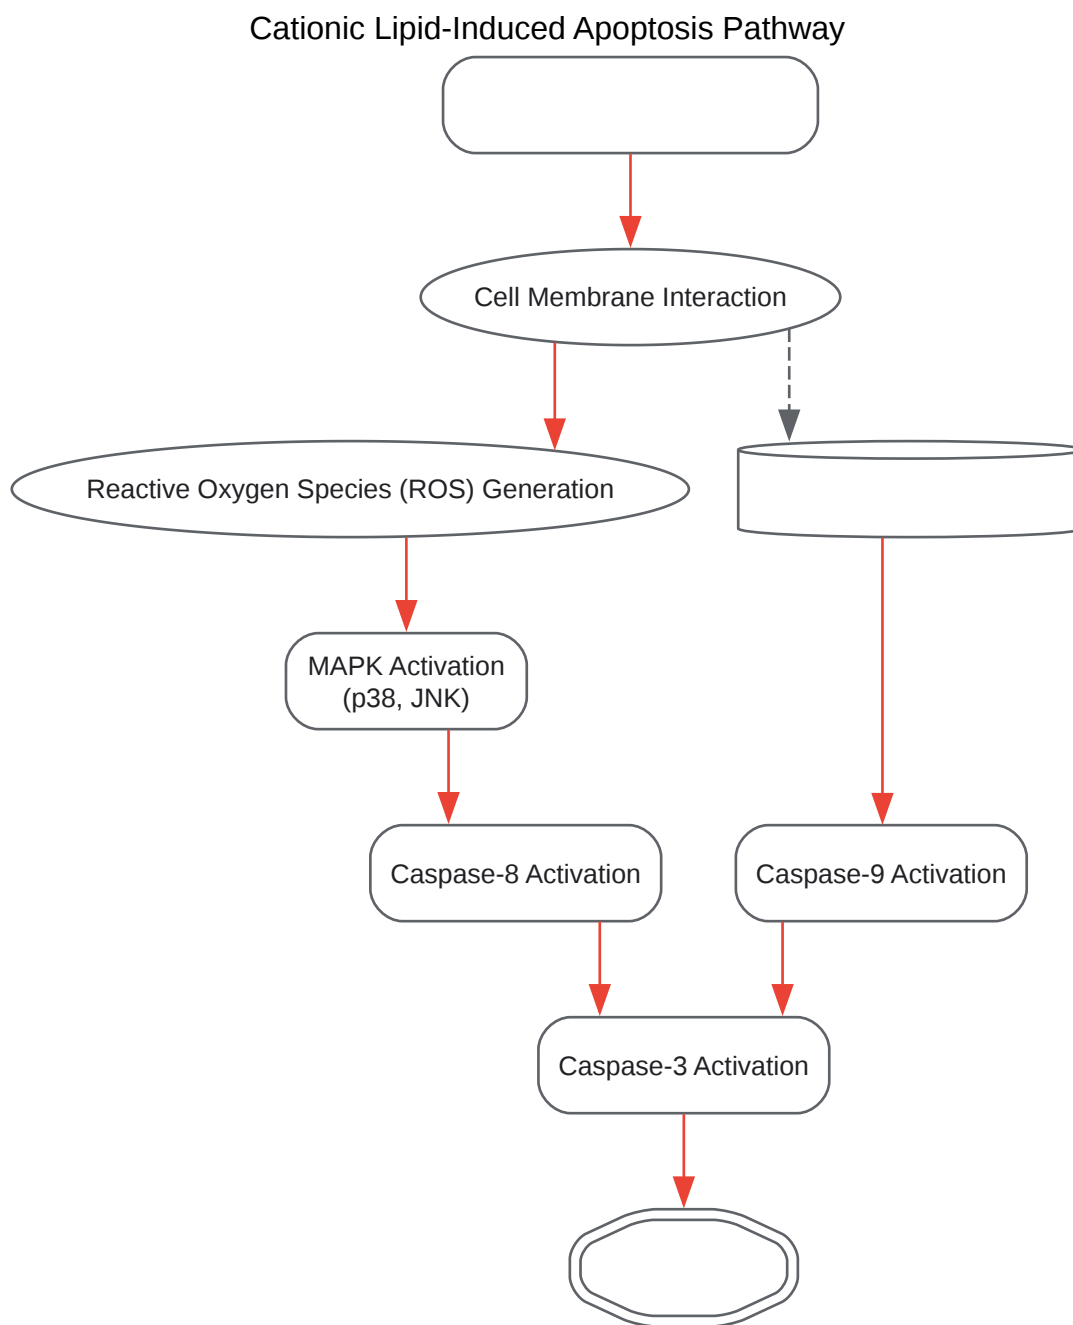 Cationic Lipid-Induced Apoptosis Pathway
Cell Membrane Interaction
Reactive Oxygen Species (ROS) Generation
MAPK Activation
(p38, JNK)
Caspase-8 Activation
Caspase-9 Activation
Caspase-3 Activation